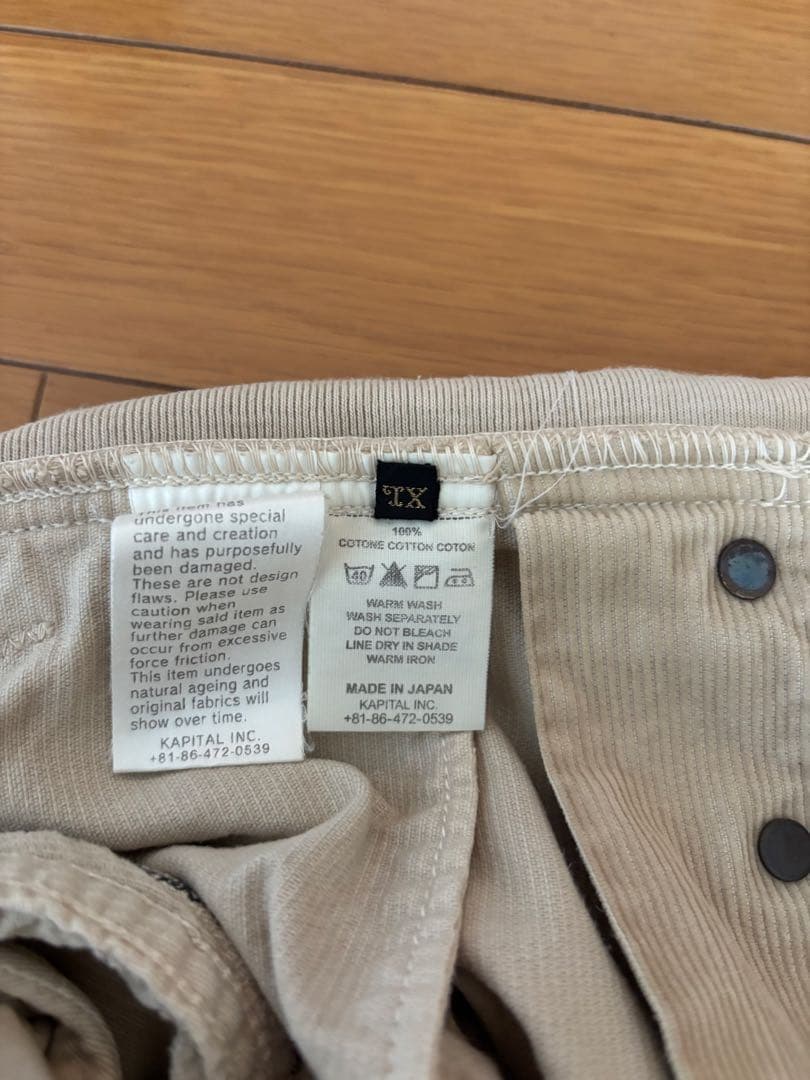 This item has
undergone special
care and creation
and has purposefully
been damaged.
These are not design
flaws. Please use
caution when
wearing said item as
further damage can
occur from excessive
force friction.
This item undergoes
natural ageing and
original fabrics will
show over time.
KAPITAL INC.
+81-86-472-0539
XL
100%
COTONE COTTON COTON
40
WARM WASH
WASH SEPARATELY
DO NOT BLEACH
LINE DRY IN SHADE
WARM IRON
MADE IN JAPAN
KAPITAL INC.
+81-86-472-0539